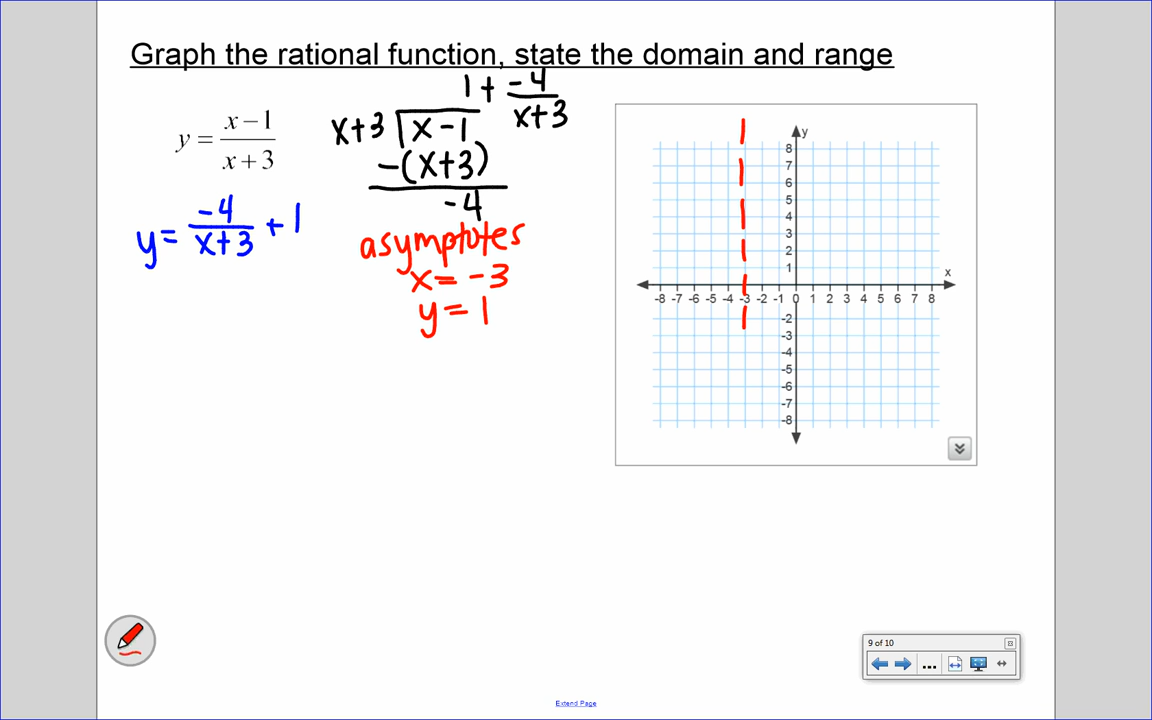 Graph the rational function, state the domain and range
y = x − 1 / x + 3
1 + -4 / x+3
x+3 x - 1
-(x+3)
-4
y = -4 / x+3 + 1
asymptotes
x = -3
y = 1
y
8
7
6
5
4
3
2
1
x
-8 -7 -6 -5 -4 -3 -2 -1 0 1 2 3 4 5 6 7 8
-2
-3
-4
-5
-6
-7
-8
9 of 10
...
Extend Page